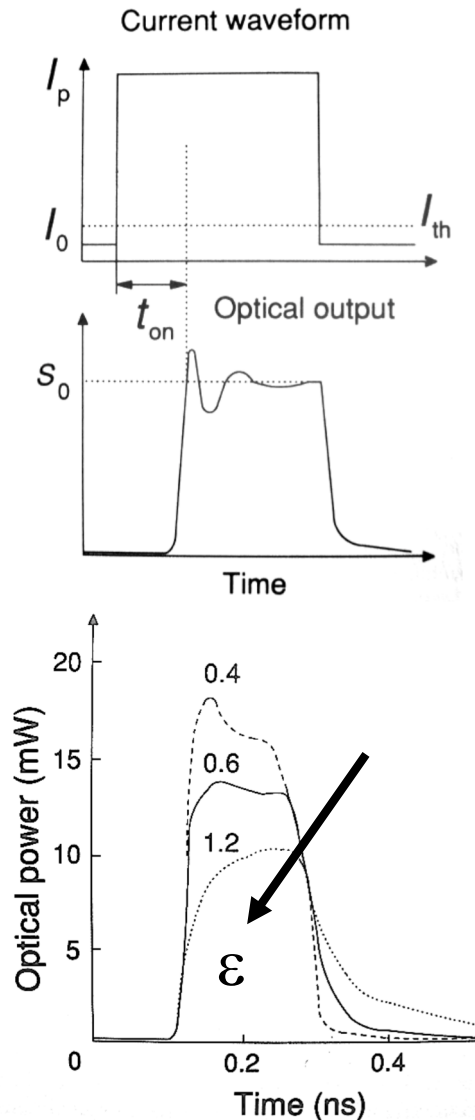 Current waveform
I_p
I_0
I_th
t_on
Optical output
S_0
Time
Optical power (mW)
20
15
10
5
0
0.4
0.6
1.2
ε
0.2
0.4
Time (ns)